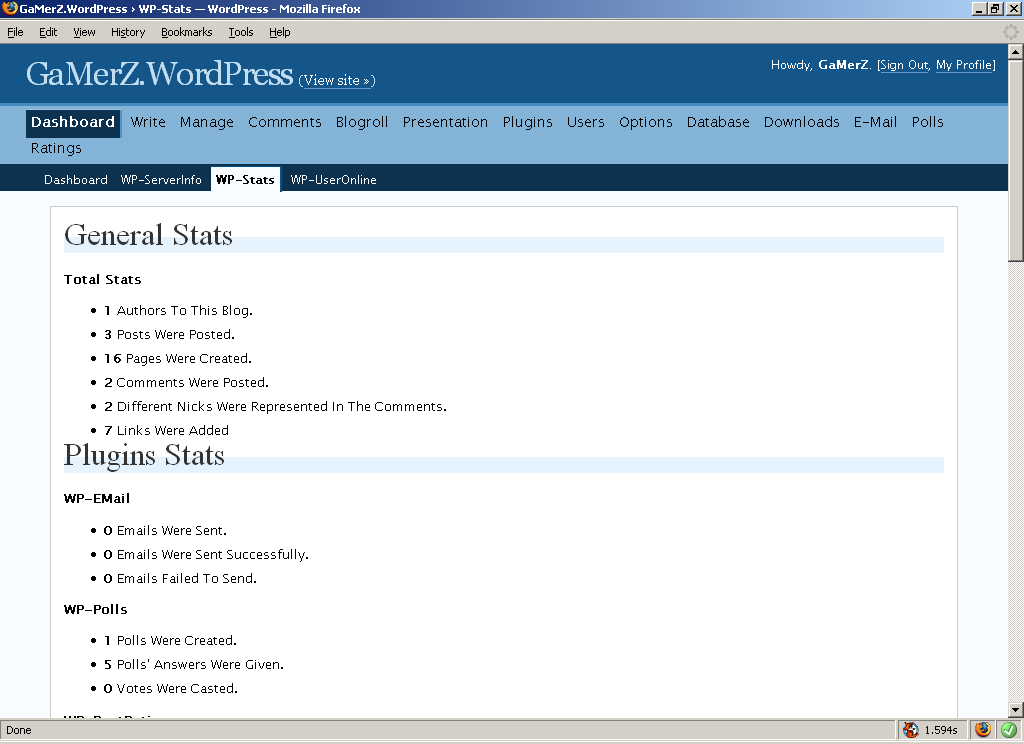 GaMerZ.WordPress › WP-Stats — WordPress - Mozilla Firefox
File Edit View History Bookmarks Tools Help
GaMerZ.WordPress (View site »)
Howdy, GaMerZ. [Sign Out, My Profile]
Dashboard Write Manage Comments Blogroll Presentation Plugins Users Options Database Downloads E-Mail Polls
Ratings
Dashboard WP-ServerInfo WP-Stats WP-UserOnline
General Stats
Total Stats
• 1 Authors To This Blog.
• 3 Posts Were Posted.
• 16 Pages Were Created.
• 2 Comments Were Posted.
• 2 Different Nicks Were Represented In The Comments.
• 7 Links Were Added
Plugins Stats
WP-EMail
• 0 Emails Were Sent.
• 0 Emails Were Sent Successfully.
• 0 Emails Failed To Send.
WP-Polls
• 1 Polls Were Created.
• 5 Polls' Answers Were Given.
• 0 Votes Were Casted.
Done
1.594s